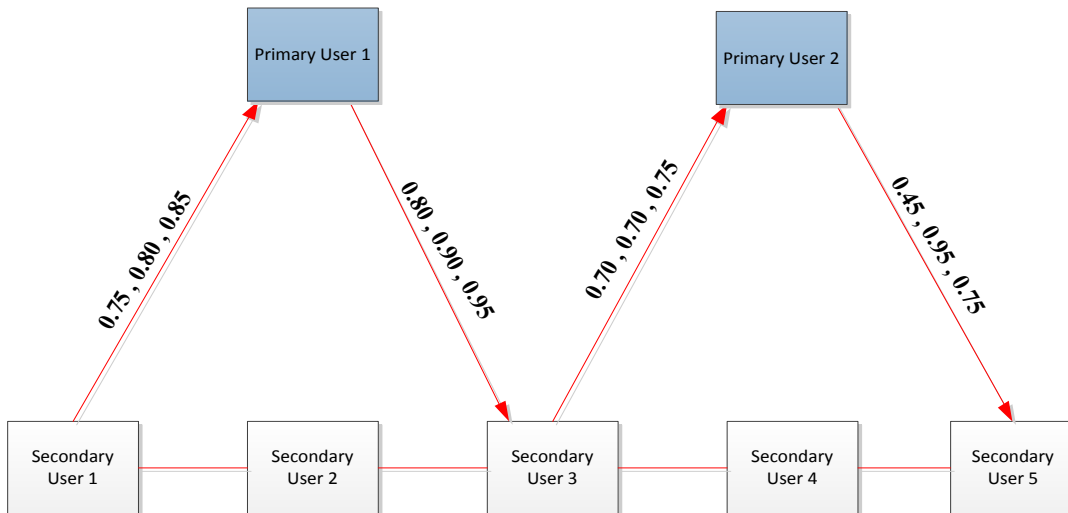 Primary User 1
Primary User 2
0.75 , 0.80 , 0.85
0.80 , 0.90 , 0.95
0.70 , 0.70 , 0.75
0.45 , 0.95 , 0.75
Secondary
User 1
Secondary
User 2
Secondary
User 3
Secondary
User 4
Secondary
User 5